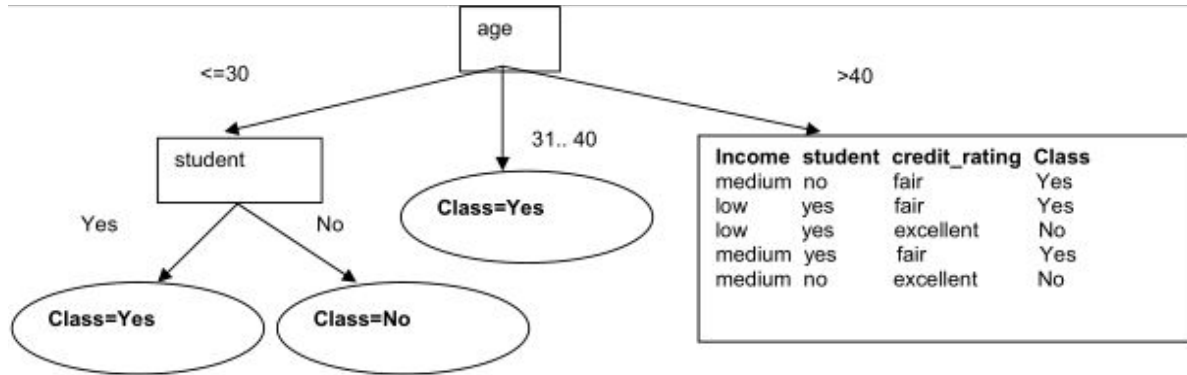 age
<=30
>40
31.. 40
student
Yes
No
Class=Yes
Class=Yes
Class=No
Income student credit_rating Class
medium no fair Yes
low yes fair Yes
low yes excellent No
medium yes fair Yes
medium no excellent No